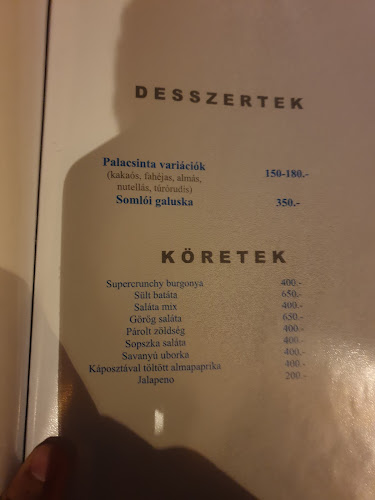 DESSZERTEK
Palacsinta variációk 150-180.-
(kakaós, fahéjas, almás,
nutellás, túrórudis)
Somlói galuska 350.-
KÖRETEK
Supercrunchy burgonya 400.-
Sült batáta 650.-
Saláta mix 400.-
Görög saláta 650.-
Párolt zöldség 400.-
Sopszka saláta 400.-
Savanyú uborka 400.-
Káposztával töltött almapaprika 400.-
Jalapeno 200.-